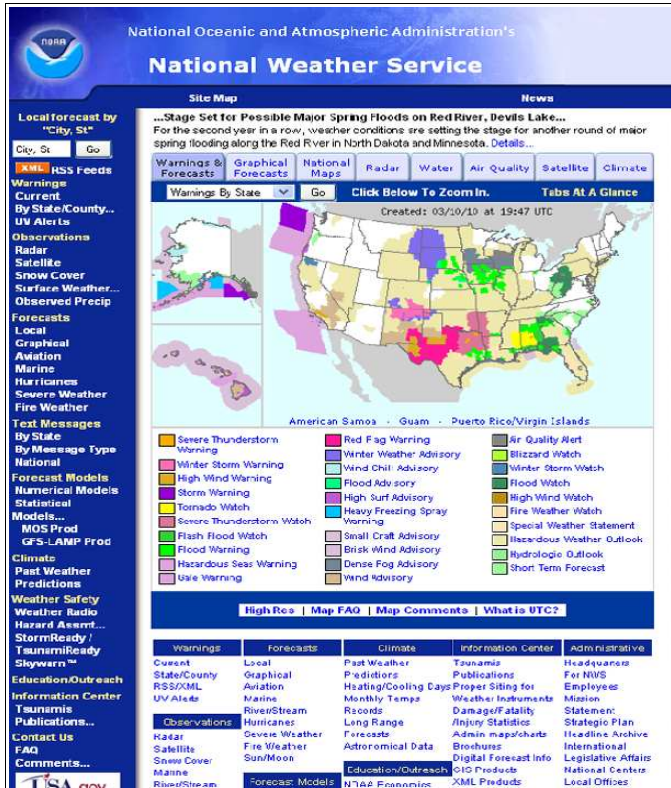 NOAA
National Oceanic and Atmospheric Administration's
National Weather Service
Site Map News
Local forecast by
"City, St"
City, St Go
XML RSS Feeds
Warnings
Current
By State/County...
UV Alerts
Observations
Radar
Satellite
Snow Cover
Surface Weather...
Observed Precip
Forecasts
Local
Graphical
Aviation
Marine
Hurricanes
Severe Weather
Fire Weather
Text Messages
By State
By Message Type
National
Forecast Models
Numerical Models
Statistical
Models...
MOS Prod
GFS-LAMP Prod
Climate
Past Weather
Predictions
Weather Safety
Weather Radio
Hazard Assmt...
StormReady /
TsunamiReady
Skywarn™
Education/Outreach
Information Center
Tsunamis
Publications...
Contact Us
FAQ
Comments...
USA.gov
...Stage Set for Possible Major Spring Floods on Red River, Devils Lake...
For the second year in a row, weather conditions are setting the stage for another round of major
spring flooding along the Red River in North Dakota and Minnesota. Details...
Warnings & Forecasts
Graphical Forecasts
National Maps
Radar
Water
Air Quality
Satellite
Climate
Warnings By State Go Click Below To Zoom In. Tabs At A Glance
Created: 03/10/10 at 19:47 UTC
American Samoa - Guam - Puerto Rico/Virgin Islands
Severe Thunderstorm
Warning
Winter Storm Warning
High Wind Warning
Storm Warning
Tornado Watch
Severe Thunderstorm Watch
Flash Flood Watch
Flood Warning
Hazardous Seas Warning
Gale Warning
Red Flag Warning
Winter Weather Advisory
Wind Chill Advisory
Flood Advisory
High Surf Advisory
Heavy Freezing Spray
Warning
Small Craft Advisory
Brisk Wind Advisory
Dense Fog Advisory
Wind Advisory
Air Quality Alert
Blizzard Watch
Winter Storm Watch
Flood Watch
High Wind Watch
Fire Weather Watch
Special Weather Statement
Hazardous Weather Outlook
Hydrologic Outlook
Short Term Forecast
High Res | Map FAQ | Map Comments | What is UTC?
Warnings
Current
State/County
RSS/XML
UV Alerts
Observations
Radar
Satellite
Snow Cover
Marine
River/Stream
Forecasts
Local
Graphical
Aviation
Marine
River/Stream
Hurricanes
Severe Weather
Fire Weather
Sun/Moon
Forecast Models
Climate
Past Weather
Predictions
Heating/Cooling Days
Monthly Temps
Records
Long Range
Forecasts
Astronomical Data
Education/Outreach
NOAA Economics
Information Center
Tsunamis
Publications
Proper Siting for
Weather Instruments
Damage/Fatality
/Injury Statistics
Admin maps/charts
Brochures
Digital Forecast Info
GIS Products
XML Products
Administrative
Headquarters
For NWS
Employees
Mission
Statement
Strategic Plan
Headline Archive
International
Legislative Affairs
National Centers
Local Offices